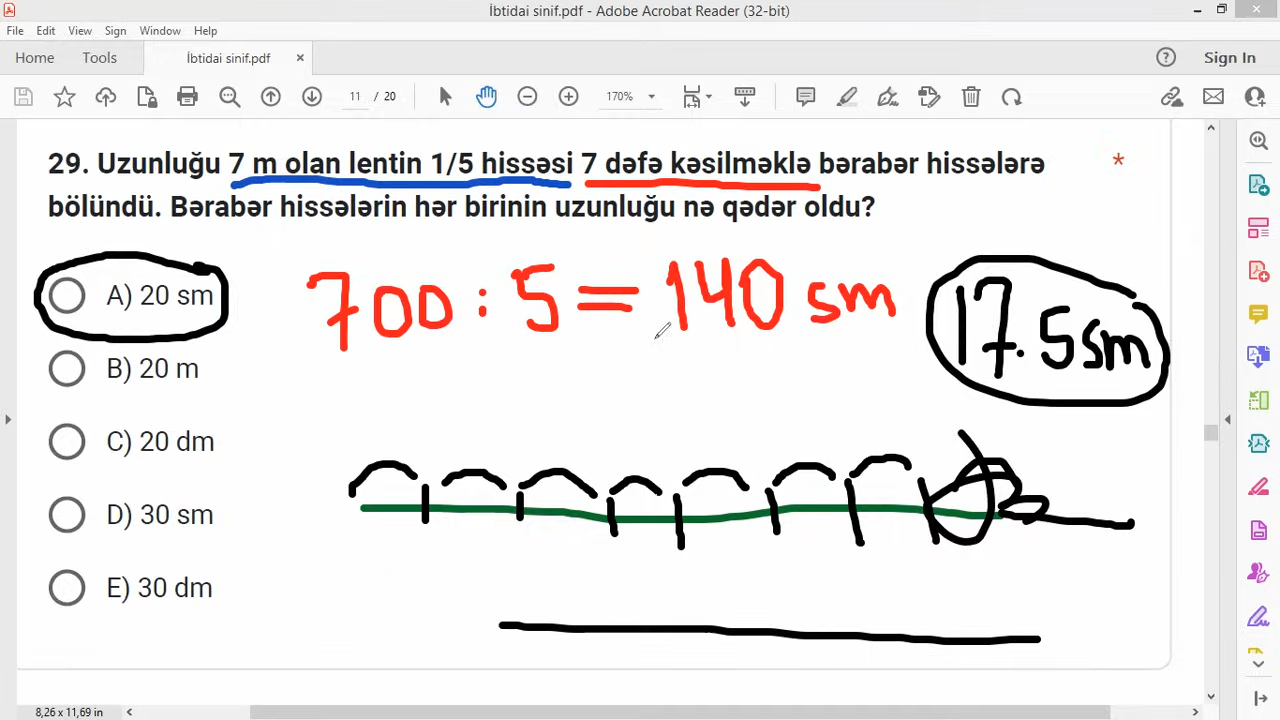 İbtidai sinif.pdf - Adobe Acrobat Reader (32-bit)
File Edit View Sign Window Help
Home Tools İbtidai sinif.pdf × Sign In
11 / 20 170%
29. Uzunluğu 7 m olan lentin 1/5 hissəsi 7 dəfə kəsilməklə bərabər hissələrə *
bölündü. Bərabər hissələrin hər birinin uzunluğu nə qədər oldu?
A) 20 sm
700 : 5 = 140 sm
17.5sm
B) 20 m
C) 20 dm
D) 30 sm
E) 30 dm
8,26 x 11,69 in